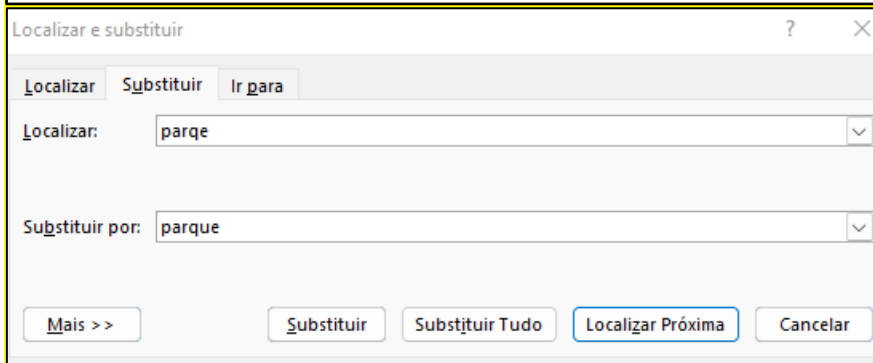 Localizar e substituir ?
Localizar Substituir Ir para
Localizar: parqe
Substituir por: parque
Mais >> Substituir Substituir Tudo Localizar Próxima Cancelar